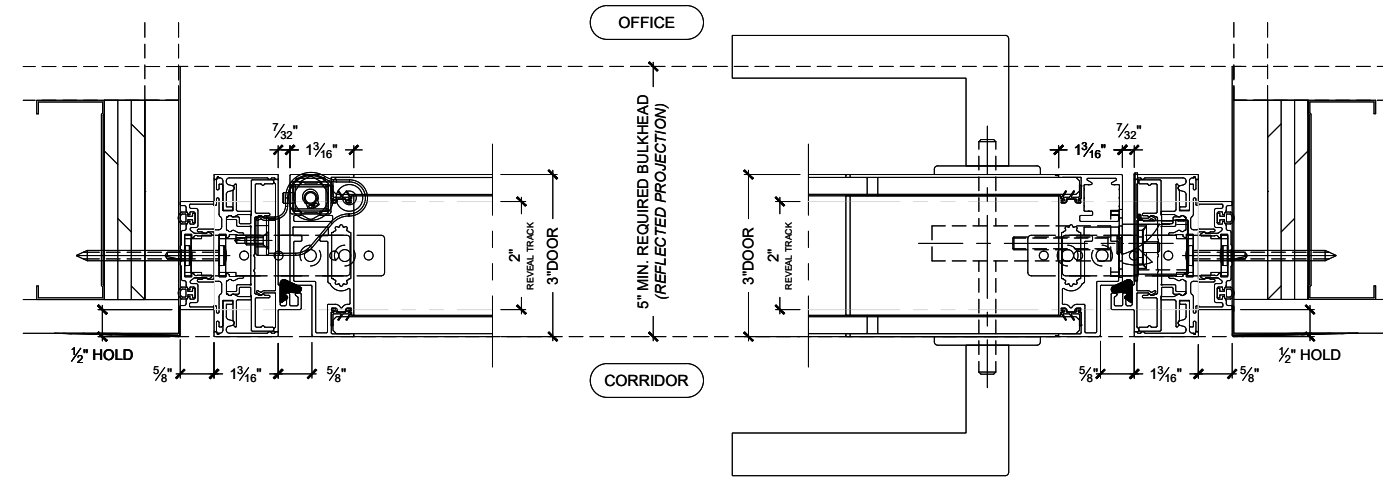 OFFICE
7/32"
1 3/16"
5" MIN. REQUIRED BULKHEAD
(REFLECTED PROJECTION)
1 3/16"
7/32"
2"
REVEAL TRACK
3"DOOR
3"DOOR
2"
REVEAL TRACK
1/2" HOLD
5/8"
1 3/16"
5/8"
CORRIDOR
5/8"
1 3/16"
5/8"
1/2" HOLD